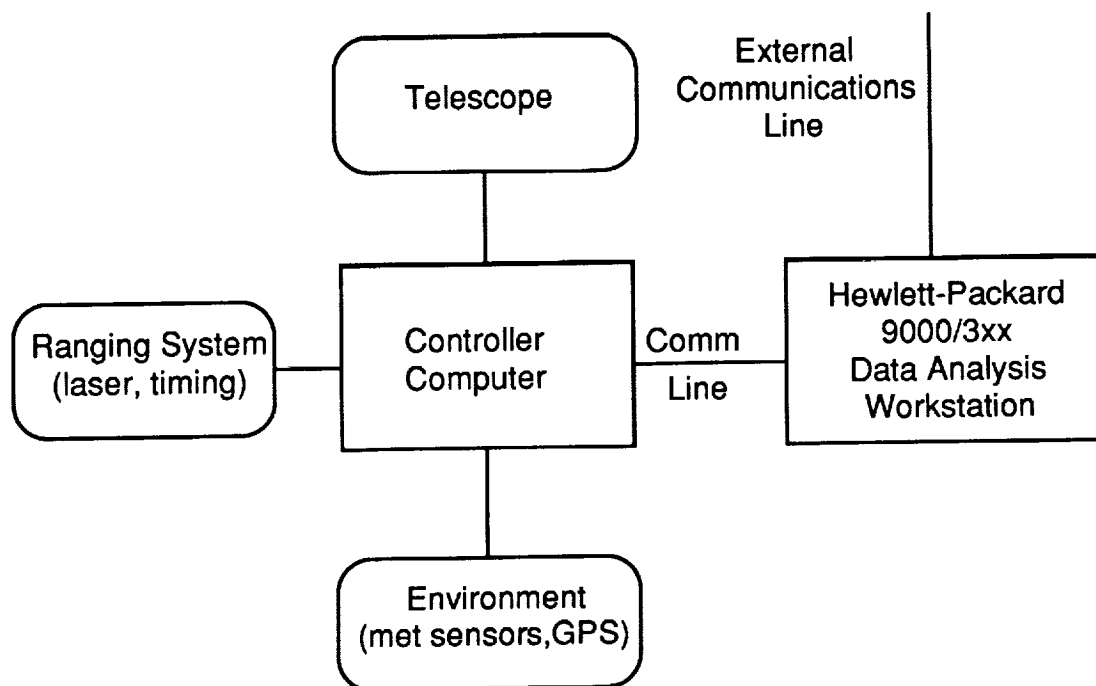 Telescope
External
Communications
Line
Ranging System
(laser, timing)
Controller
Computer
Comm
Line
Hewlett-Packard
9000/3xx
Data Analysis
Workstation
Environment
(met sensors,GPS)